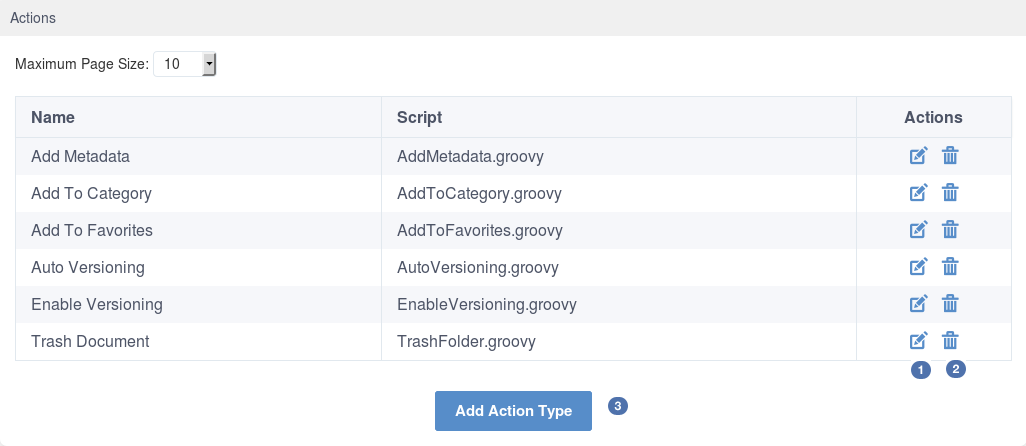 Actions
Maximum Page Size: 10
Name Script Actions
Add Metadata AddMetadata.groovy
Add To Category AddToCategory.groovy
Add To Favorites AddToFavorites.groovy
Auto Versioning AutoVersioning.groovy
Enable Versioning EnableVersioning.groovy
Trash Document TrashFolder.groovy
1 2
Add Action Type 3